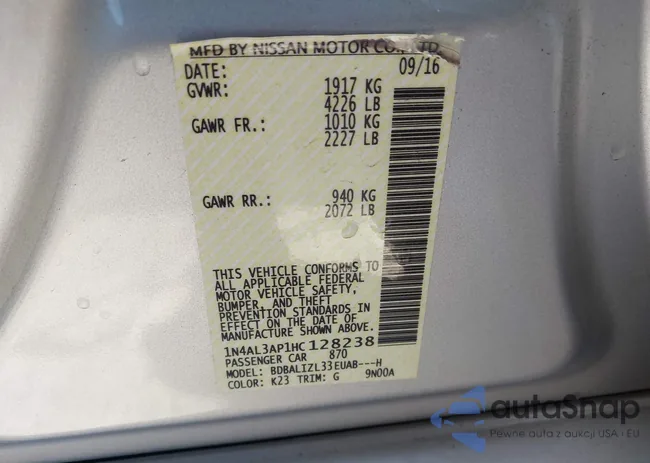 MFD BY NISSAN MOTOR CO., LTD
DATE: 09/16
GVWR: 1917 KG
4226 LB
GAWR FR.: 1010 KG
2227 LB
GAWR RR.: 940 KG
2072 LB
THIS VEHICLE CONFORMS TO
ALL APPLICABLE FEDERAL
MOTOR VEHICLE SAFETY,
BUMPER, AND THEFT
PREVENTION STANDARDS IN
EFFECT ON THE DATE OF
MANUFACTURE SHOWN ABOVE.
1N4AL3AP1HC128238
PASSENGER CAR 870
MODEL: BDBALIZL33EUAB---H
COLOR: K23 TRIM: G 9N00A
autoSnap
Pewne auta z aukcji USA i EU